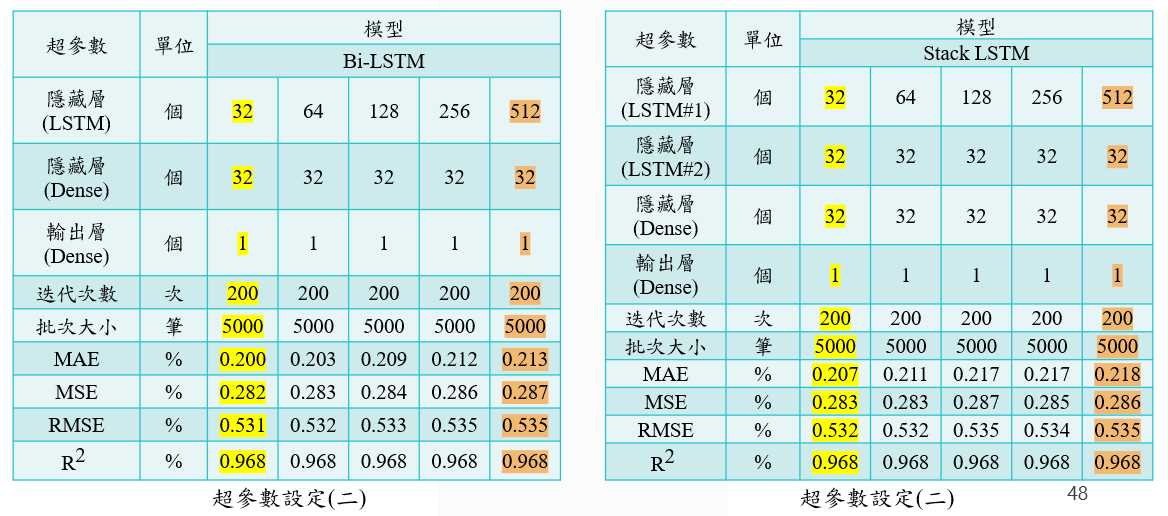 超參數 單位 模型
Bi-LSTM
隱藏層
(LSTM) 個 32 64 128 256 512
隱藏層
(Dense) 個 32 32 32 32 32
輸出層
(Dense) 個 1 1 1 1 1
迭代次數 次 200 200 200 200 200
批次大小 筆 5000 5000 5000 5000 5000
MAE % 0.200 0.203 0.209 0.212 0.213
MSE % 0.282 0.283 0.284 0.286 0.287
RMSE % 0.531 0.532 0.533 0.535 0.535
R² % 0.968 0.968 0.968 0.968 0.968
超參數設定(二)
超參數 單位 模型
Stack LSTM
隱藏層
(LSTM#1) 個 32 64 128 256 512
隱藏層
(LSTM#2) 個 32 32 32 32 32
隱藏層
(Dense) 個 32 32 32 32 32
輸出層
(Dense) 個 1 1 1 1 1
迭代次數 次 200 200 200 200 200
批次大小 筆 5000 5000 5000 5000 5000
MAE % 0.207 0.211 0.217 0.217 0.218
MSE % 0.283 0.283 0.287 0.285 0.286
RMSE % 0.532 0.532 0.535 0.534 0.535
R² % 0.968 0.968 0.968 0.968 0.968
超參數設定(二)
48